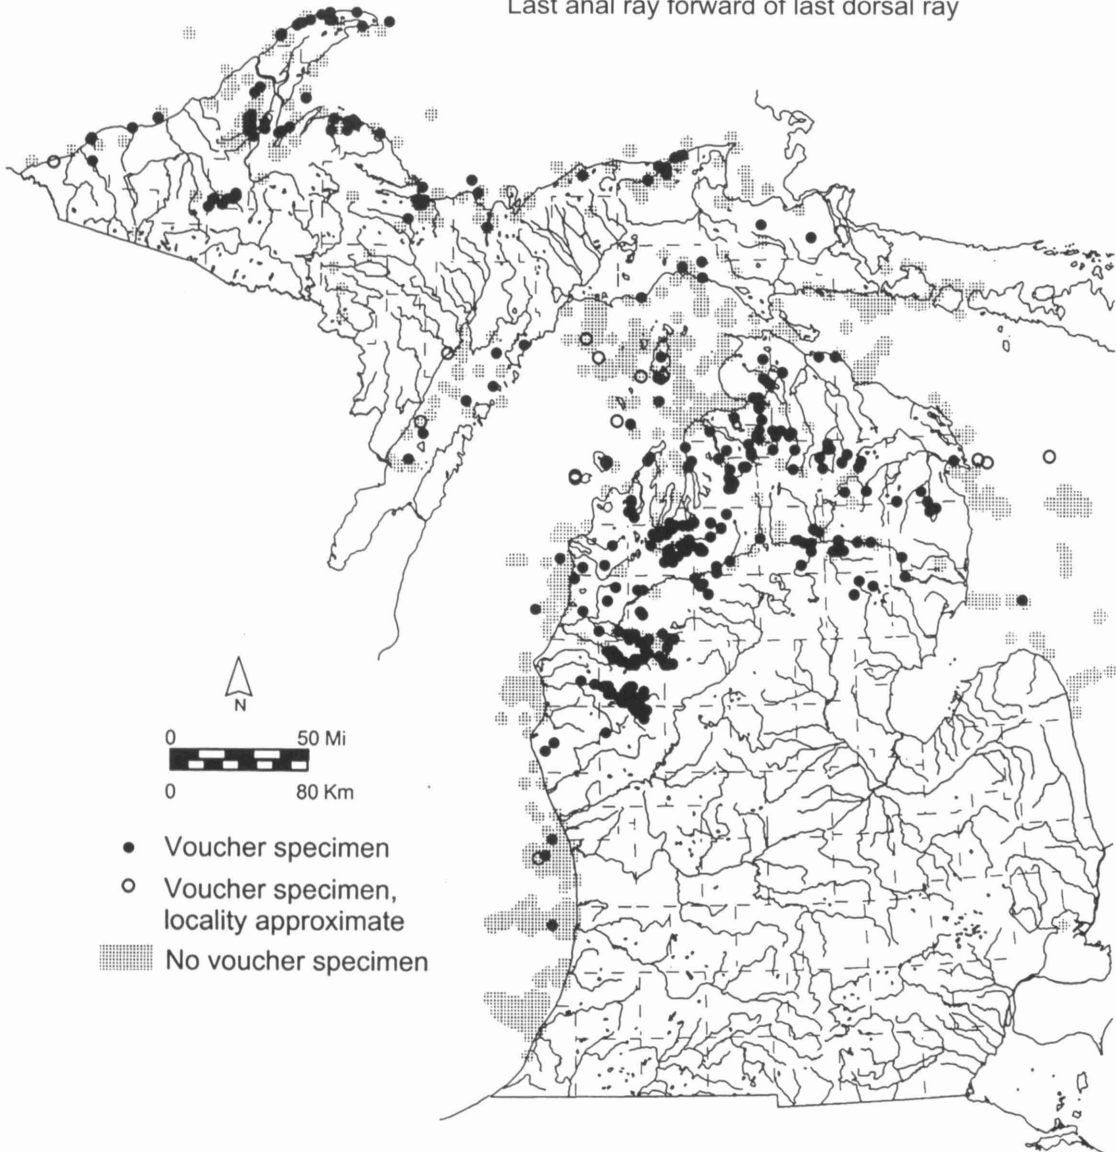 Last anal ray forward of last dorsal ray
N
0 50 Mi
0 80 Km
Voucher specimen
Voucher specimen,
locality approximate
No voucher specimen